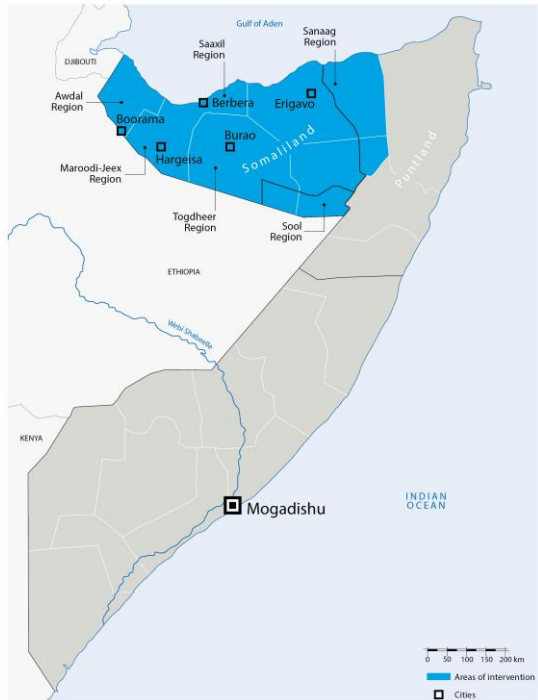 Gulf of Aden
Sanaag
Region
Saaxil
Region
DJIBOUTI
Awdal
Region
Berbera
Erigavo
Boorama
Burao
Hargeisa
Somaliland
Puntland
Maroodi-Jeex
Region
Togdheer
Region
Sool
Region
ETHIOPIA
Webi Shabeelle
KENYA
INDIAN
OCEAN
Mogadishu
0 50 100 150 200 km
Areas of intervention
Cities